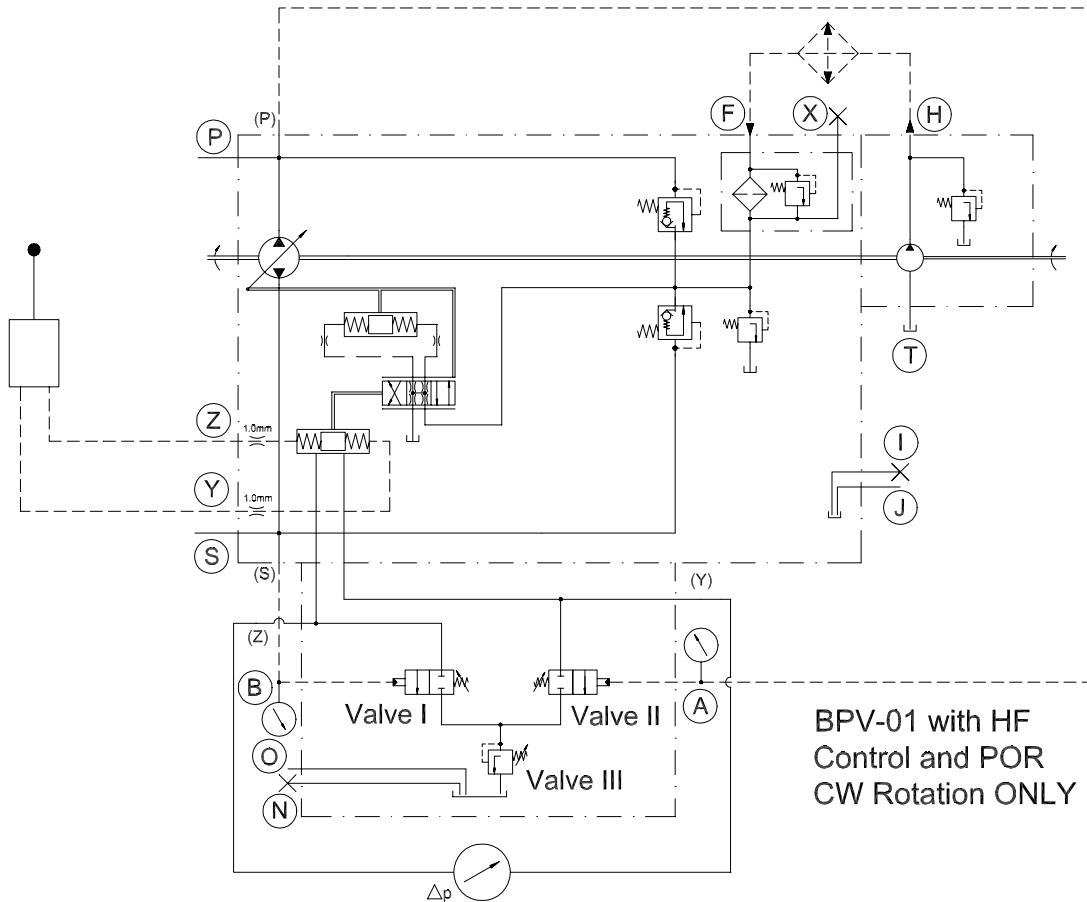 F
X
H
(P)
P
T
Z
1.0mm
I
Y
1.0mm
J
S
(S)
(Y)
(Z)
B
A
Valve I
Valve II
BPV-01 with HF
O
Control and POR
Valve III
CW Rotation ONLY
N
Δp